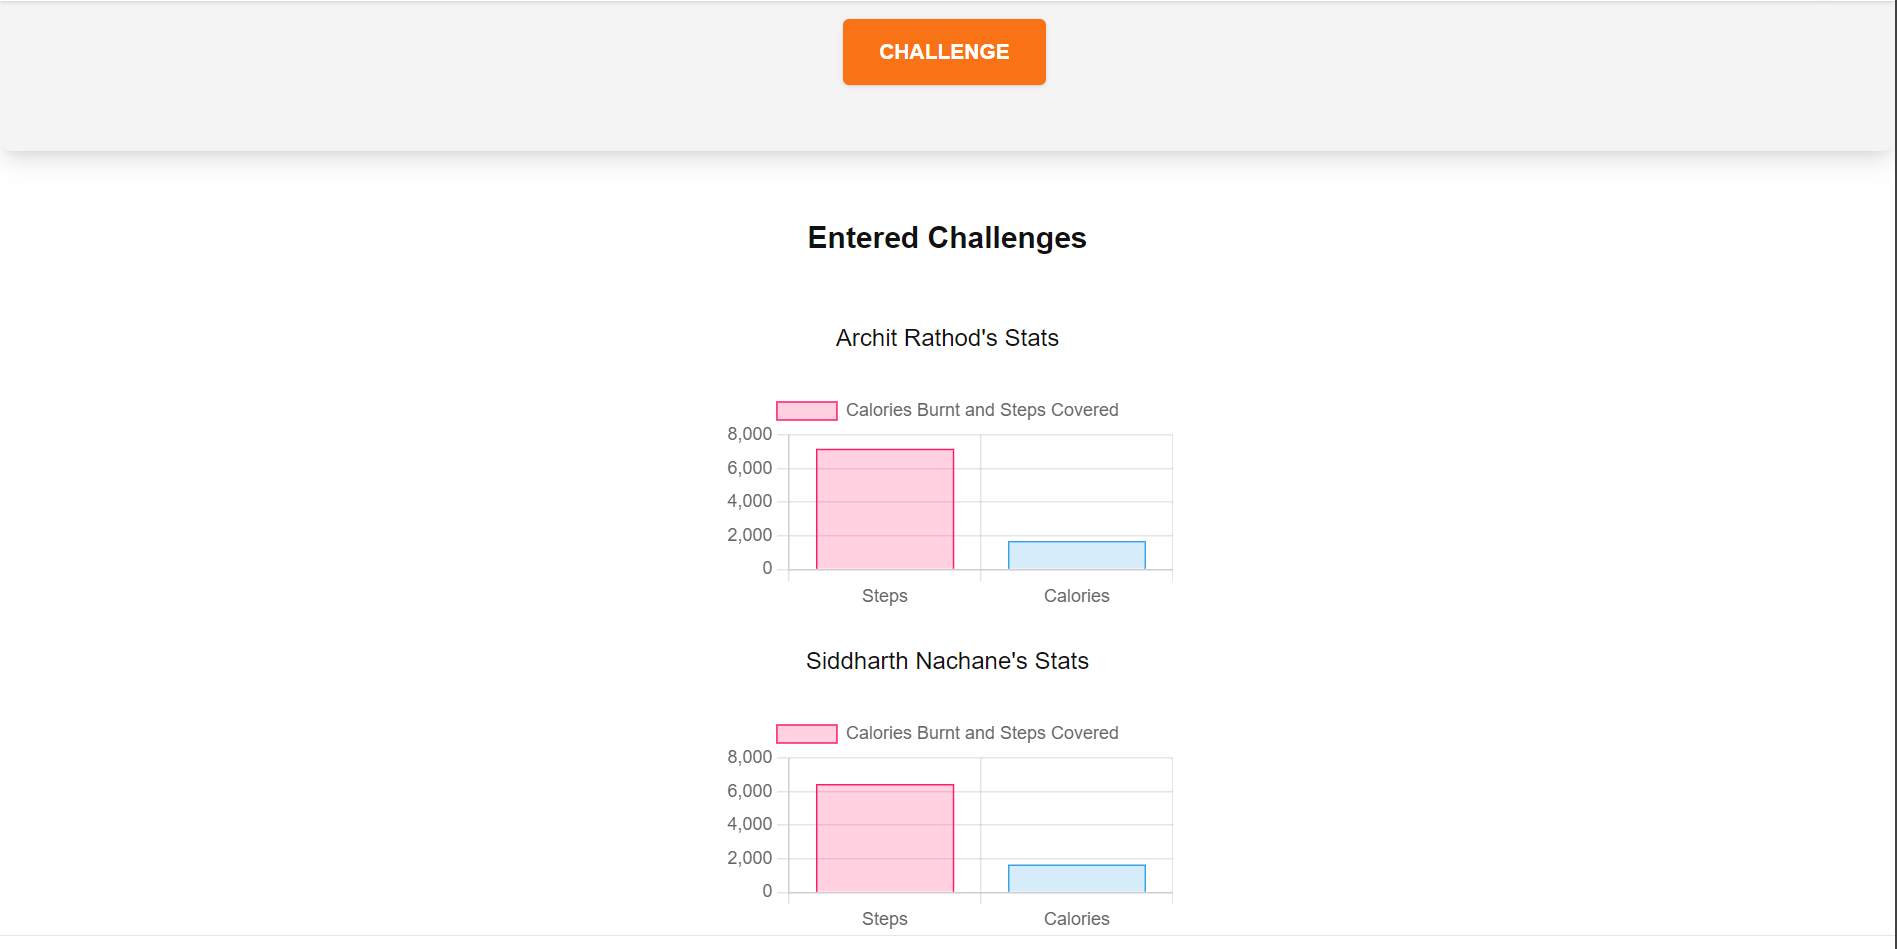 CHALLENGE
Entered Challenges
Archit Rathod's Stats
Calories Burnt and Steps Covered
8,000
6,000
4,000
2,000
0
Steps Calories
Siddharth Nachane's Stats
Calories Burnt and Steps Covered
8,000
6,000
4,000
2,000
0
Steps Calories